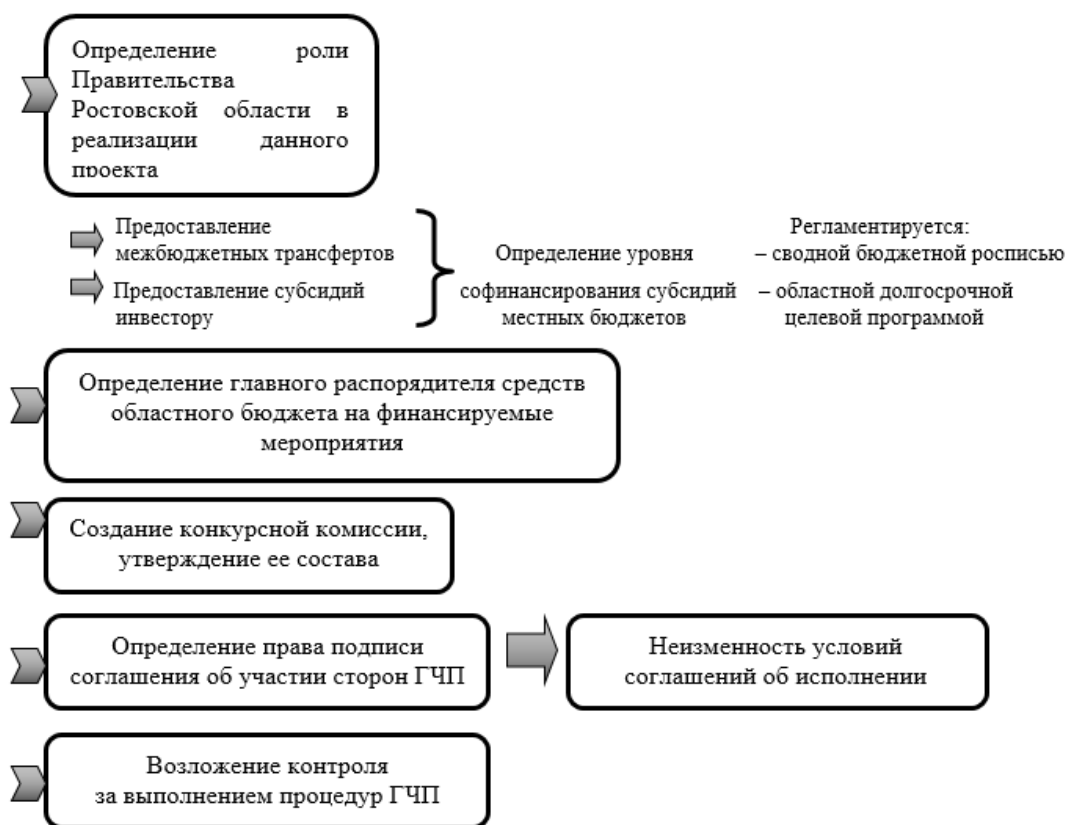 Определение роли
Правительства
Ростовской области в
реализации данного
проекта
Предоставление
межбюджетных трансфертов
Предоставление субсидий
инвестору
Определение уровня
софинансирования субсидий
местных бюджетов
Регламентируется:
– сводной бюджетной росписью
– областной долгосрочной
целевой программой
Определение главного распорядителя средств
областного бюджета на финансируемые
мероприятия
Создание конкурсной комиссии,
утверждение ее состава
Определение права подписи
соглашения об участии сторон ГЧП
Неизменность условий
соглашений об исполнении
Возложение контроля
за выполнением процедур ГЧП